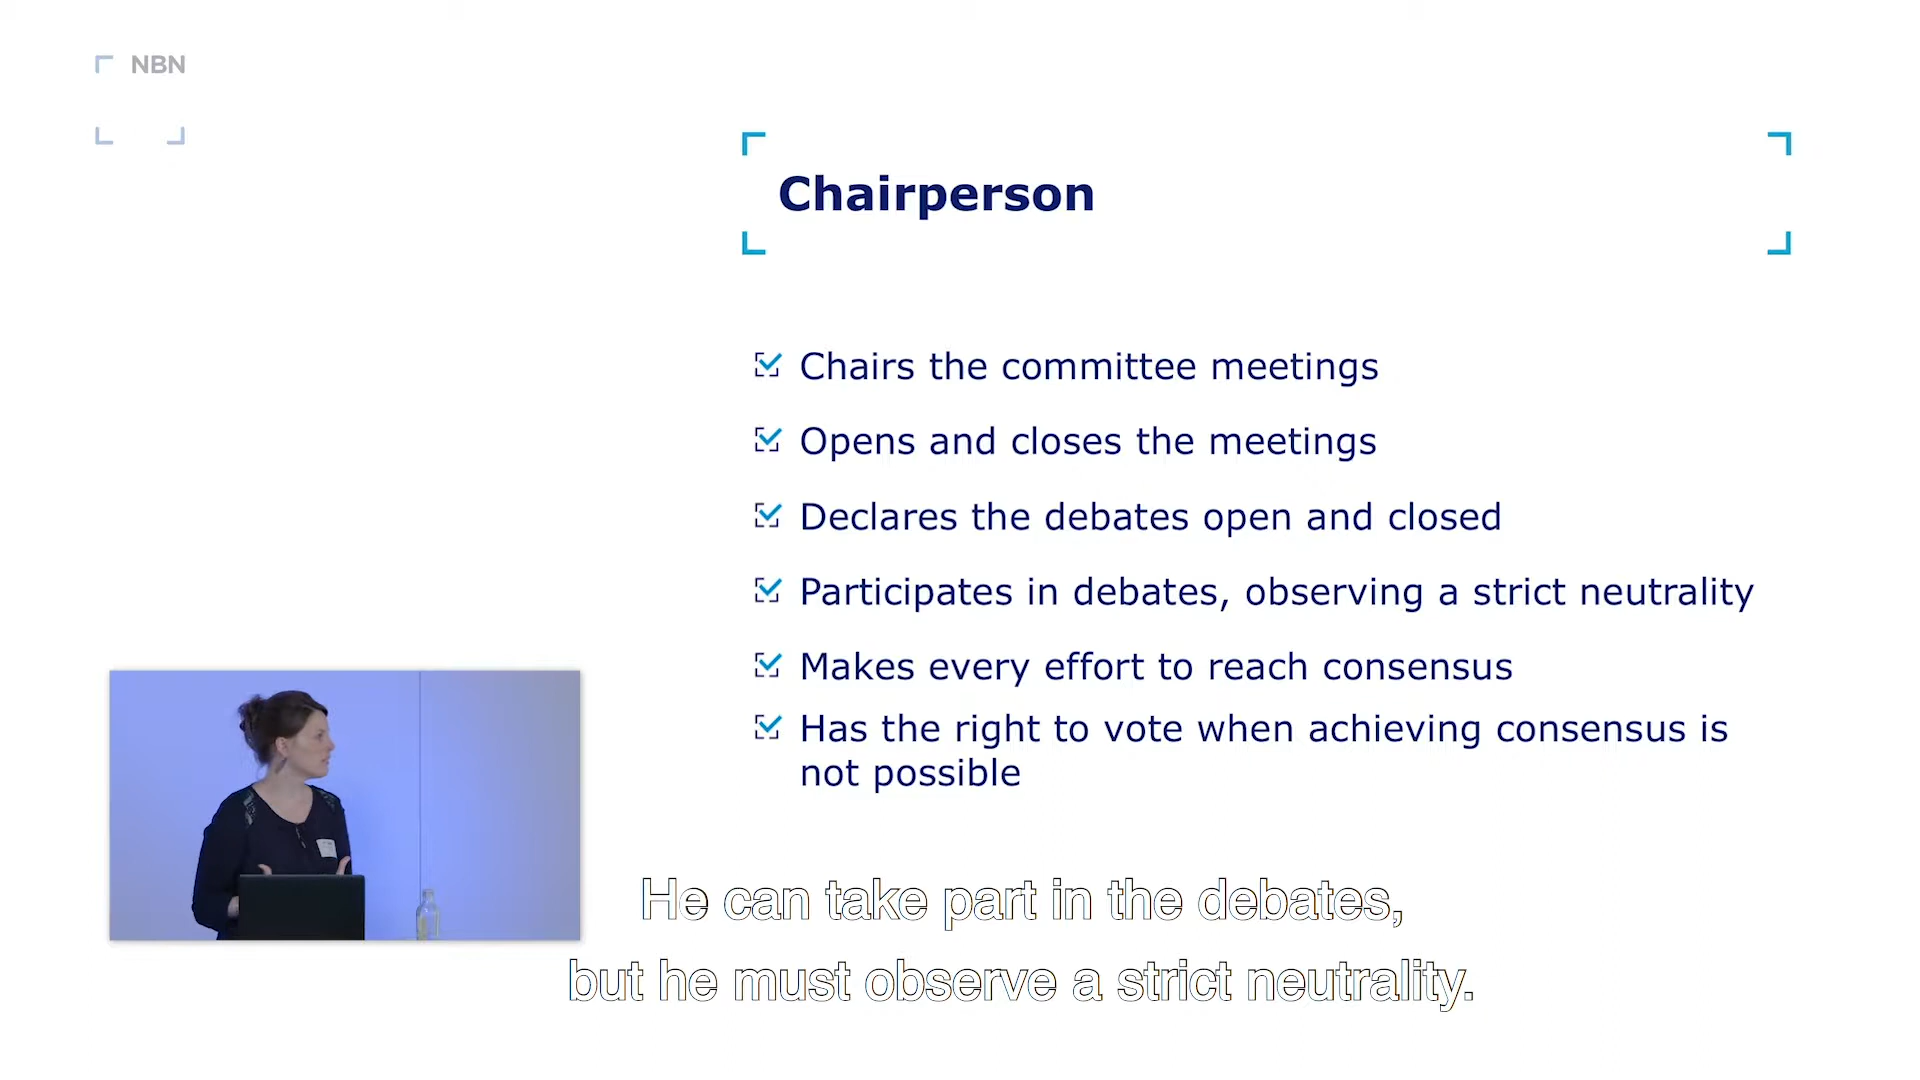 NBN
Chairperson
Chairs the committee meetings
Opens and closes the meetings
Declares the debates open and closed
Participates in debates, observing a strict neutrality
Makes every effort to reach consensus
Has the right to vote when achieving consensus is
not possible
He can take part in the debates,
but he must observe a strict neutrality.